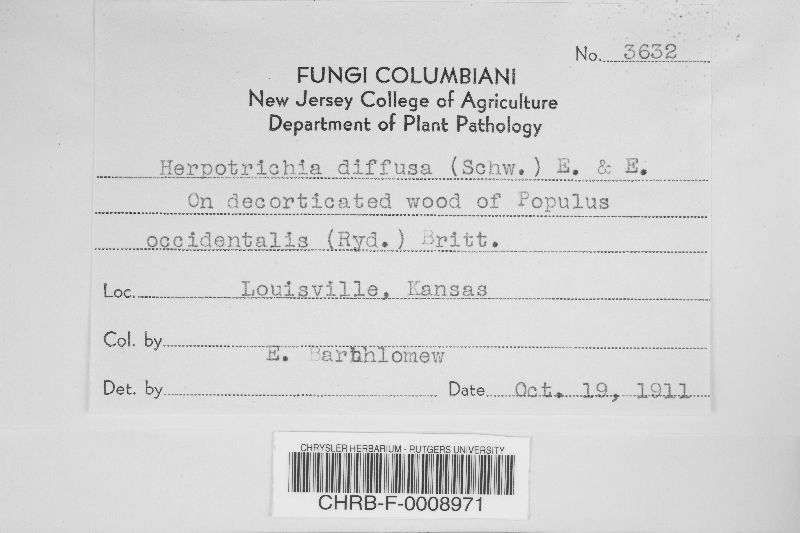 No. 3632
FUNGI COLUMBIANI
New Jersey College of Agriculture
Department of Plant Pathology
Herpotrichia diffusa (Schw.) E. & E.
On decorticated wood of Populus
occidentalis (Ryd.) Britt.
Loc. Louisville, Kansas
Col. by
E. Barthlomew
Det. by Date Oct. 19, 1911
CHRYSLER HERBARIUM - RUTGERS UNIVERSITY
CHRB-F-0008971